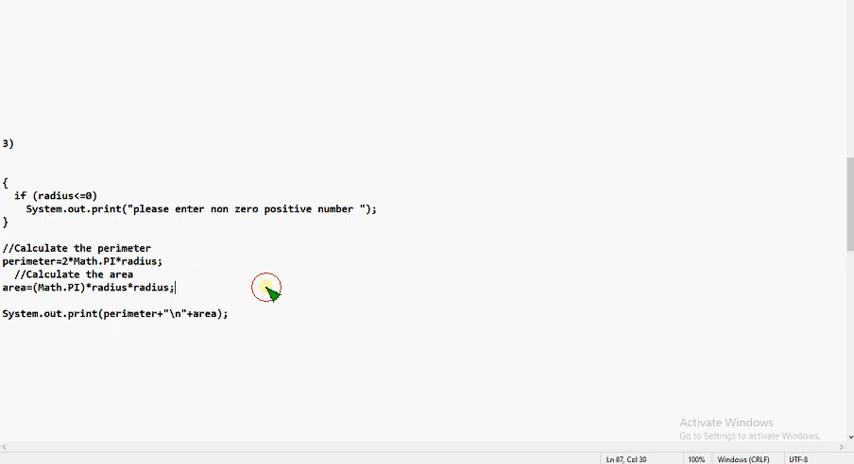 3)
{
if (radius<=0)
System.out.print("please enter non zero positive number ");
}
//Calculate the perimeter
perimeter=2*Math.PI*radius;
//Calculate the area
area=(Math.PI)*radius*radius;
System.out.print(perimeter+"\n"+area);
Activate Windows
Go to Settings to activate Windows.
Ln 87, Col 30 100% Windows (CRLF) UTF-8